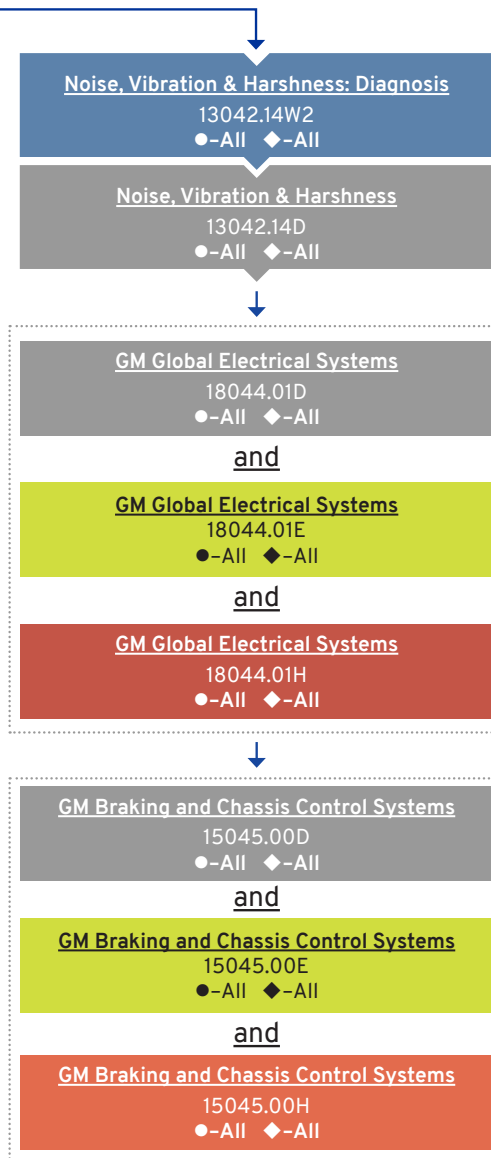 Noise, Vibration & Harshness: Diagnosis
13042.14W2
●–All ◆–All
Noise, Vibration & Harshness
13042.14D
●–All ◆–All
GM Global Electrical Systems
18044.01D
●–All ◆–All
and
GM Global Electrical Systems
18044.01E
●–All ◆–All
and
GM Global Electrical Systems
18044.01H
●–All ◆–All
GM Braking and Chassis Control Systems
15045.00D
●–All ◆–All
and
GM Braking and Chassis Control Systems
15045.00E
●–All ◆–All
and
GM Braking and Chassis Control Systems
15045.00H
●–All ◆–All